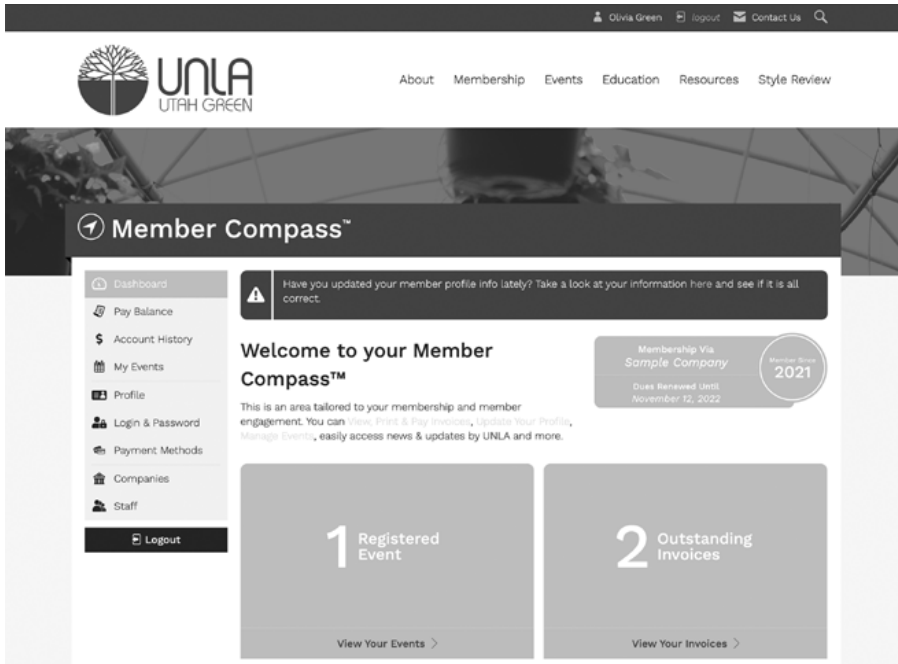 Olivia Green logout Contact Us
UNLA
UTAH GREEN
About Membership Events Education Resources Style Review
Member Compass™
Dashboard
Pay Balance
Account History
My Events
Profile
Login & Password
Payment Methods
Companies
Staff
Logout
Have you updated your member profile info lately? Take a look at your information here and see if it is all
correct.
Welcome to your Member
Compass™
This is an area tailored to your membership and member
engagement. You can View, Print & Pay Invoices, Update Your Profile,
Manage Events, easily access news & updates by UNLA and more.
Membership Via
Sample Company
Dues Renewed Until
November 12, 2022
Member Since
2021
1 Registered
Event
View Your Events
2 Outstanding
Invoices
View Your Invoices